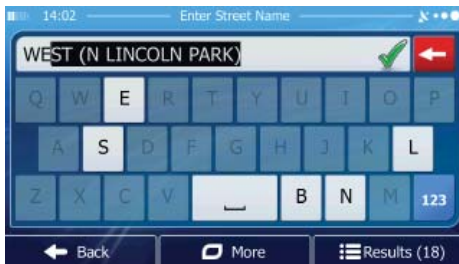 14:02 Enter Street Name
WEST (N LINCOLN PARK)
Q W E R T Y U I O P
A S D F G H J K L
Z X C V B N M 123
Back More Results (18)